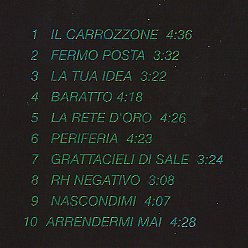 1 IL CARROZZONE 4:36
2 FERMO POSTA 3:32
3 LA TUA IDEA 3:22
4 BARATTO 4:18
5 LA RETE D'ORO 4:26
6 PERIFERIA 4:23
7 GRATTACIELI DI SALE 3:24
8 RH NEGATIVO 3:08
9 NASCONDIMI 4:07
10 ARRENDERMI MAI 4:28